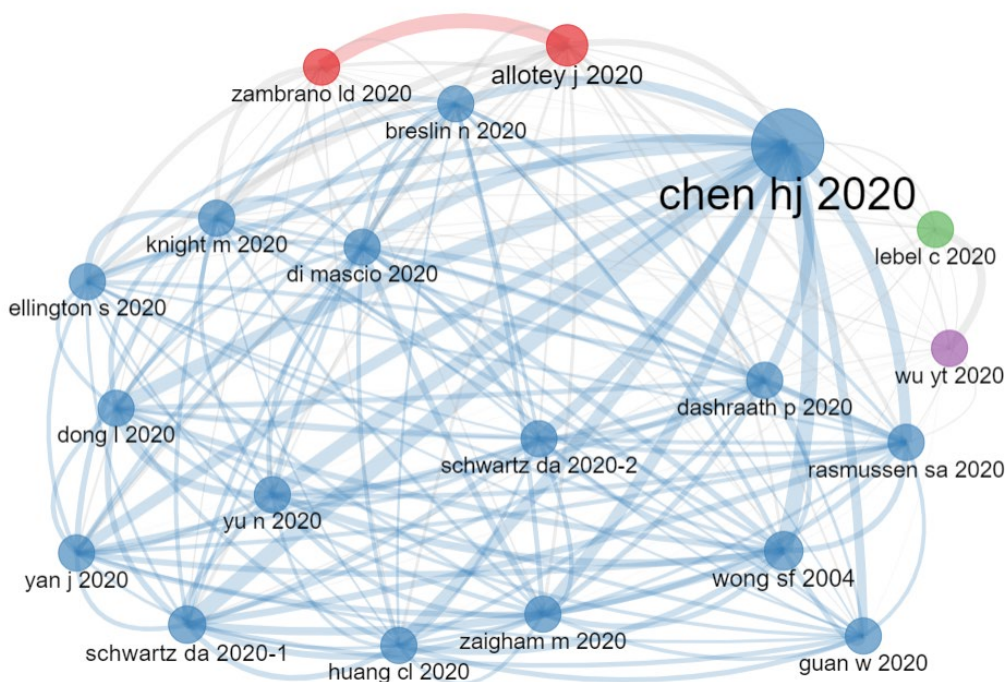 zambrano ld 2020
allotey j 2020
breslin n 2020
chen hj 2020
knight m 2020
di mascio 2020
lebel c 2020
ellington s 2020
wu yt 2020
dashraath p 2020
dong l 2020
schwartz da 2020-2
rasmussen sa 2020
yu n 2020
yan j 2020
wong sf 2004
schwartz da 2020-1
zaigham m 2020
huang cl 2020
guan w 2020